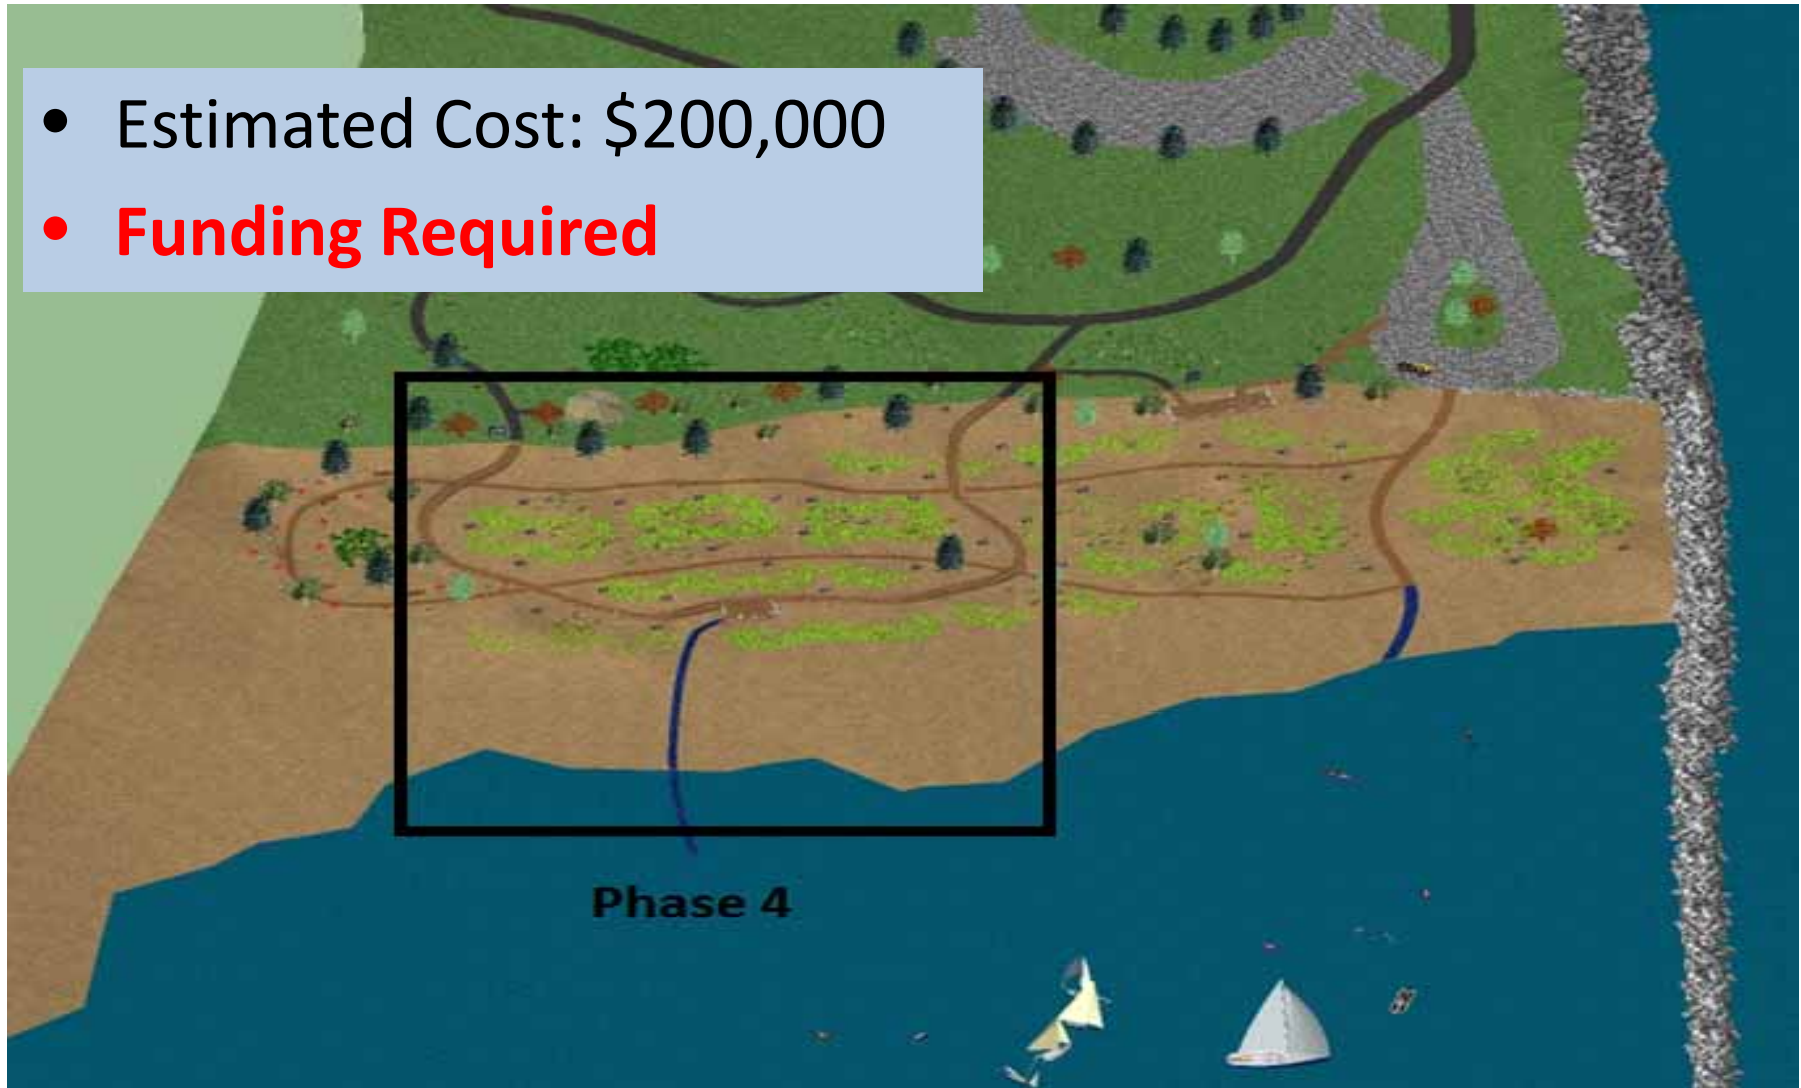 • Estimated Cost: $200,000
• Funding Required
Phase 4